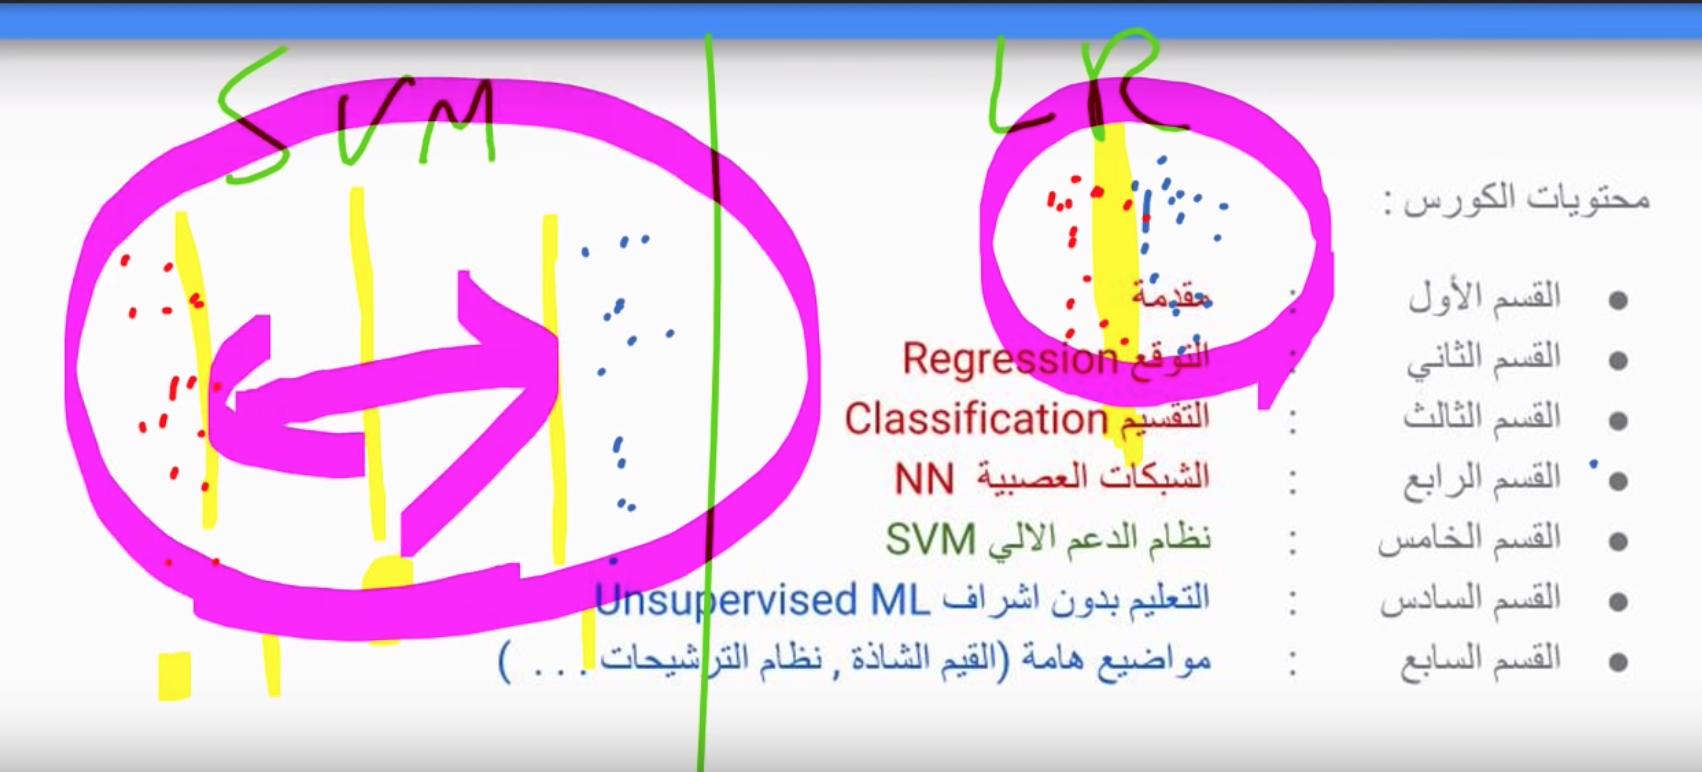 SVM
LR
محتويات الكورس :
القسم الأول : مقدمة
القسم الثاني : التوقع Regression
القسم الثالث : التقسيم Classification
القسم الرابع : الشبكات العصبية NN
القسم الخامس : نظام الدعم الالي SVM
القسم السادس : التعليم بدون اشراف Unsupervised ML
القسم السابع : مواضيع هامة (القيم الشاذة , نظام الترشيحات . . . )